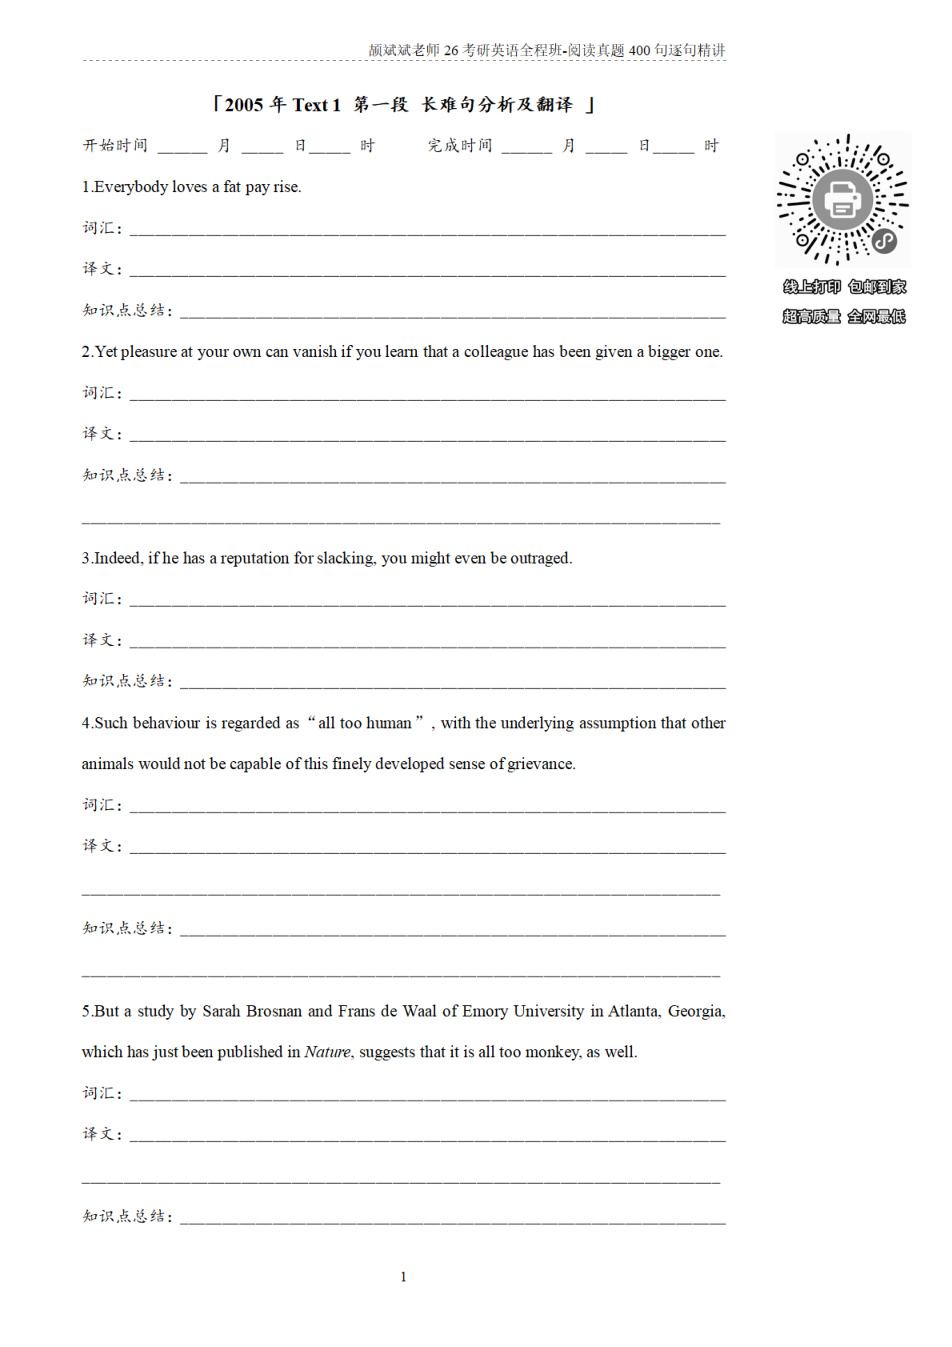 颉斌斌老师 26 考研英语全程班-阅读真题 400 句逐句精讲
「2005 年 Text 1 第一段 长难句分析及翻译 」
开始时间 ______ 月 _____ 日_____ 时 完成时间 ______ 月 _____ 日_____ 时
1.Everybody loves a fat pay rise.
词汇：
译文：
知识点总结：
线上打印 包邮到家
超高质量 全网最低
2.Yet pleasure at your own can vanish if you learn that a colleague has been given a bigger one.
词汇：
译文：
知识点总结：
3.Indeed, if he has a reputation for slacking, you might even be outraged.
词汇：
译文：
知识点总结：
4.Such behaviour is regarded as “all too human”, with the underlying assumption that other
animals would not be capable of this finely developed sense of grievance.
词汇：
译文：
知识点总结：
5.But a study by Sarah Brosnan and Frans de Waal of Emory University in Atlanta, Georgia,
which has just been published in Nature, suggests that it is all too monkey, as well.
词汇：
译文：
知识点总结：
1